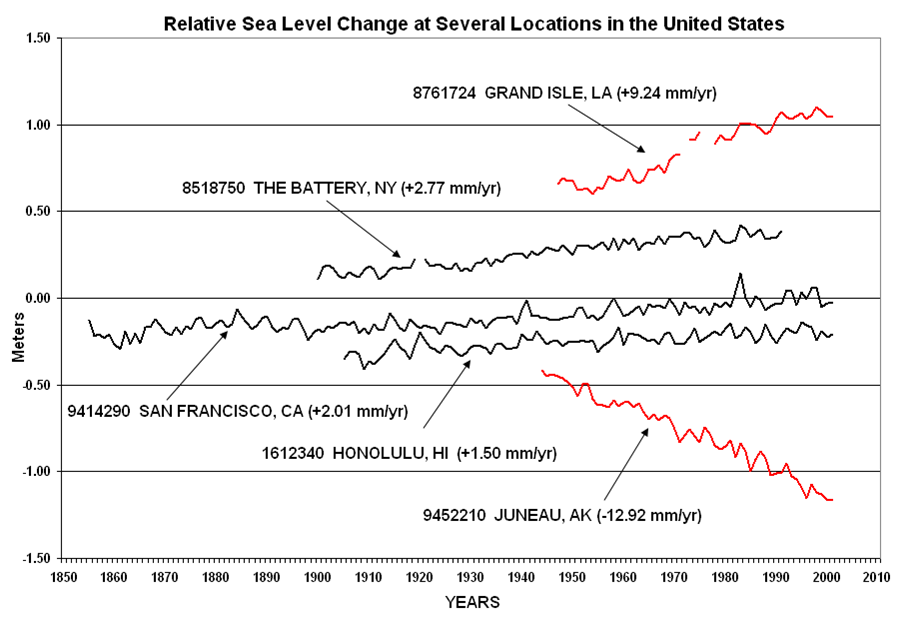 Relative Sea Level Change at Several Locations in the United States
1.50
8761724 GRAND ISLE, LA (+9.24 mm/yr)
1.00
8518750 THE BATTERY, NY (+2.77 mm/yr)
0.50
0.00
Meters
-0.50
9414290 SAN FRANCISCO, CA (+2.01 mm/yr)
1612340 HONOLULU, HI (+1.50 mm/yr)
-1.00
9452210 JUNEAU, AK (-12.92 mm/yr)
-1.50
1850 1860 1870 1880 1890 1900 1910 1920 1930 1940 1950 1960 1970 1980 1990 2000 2010
YEARS